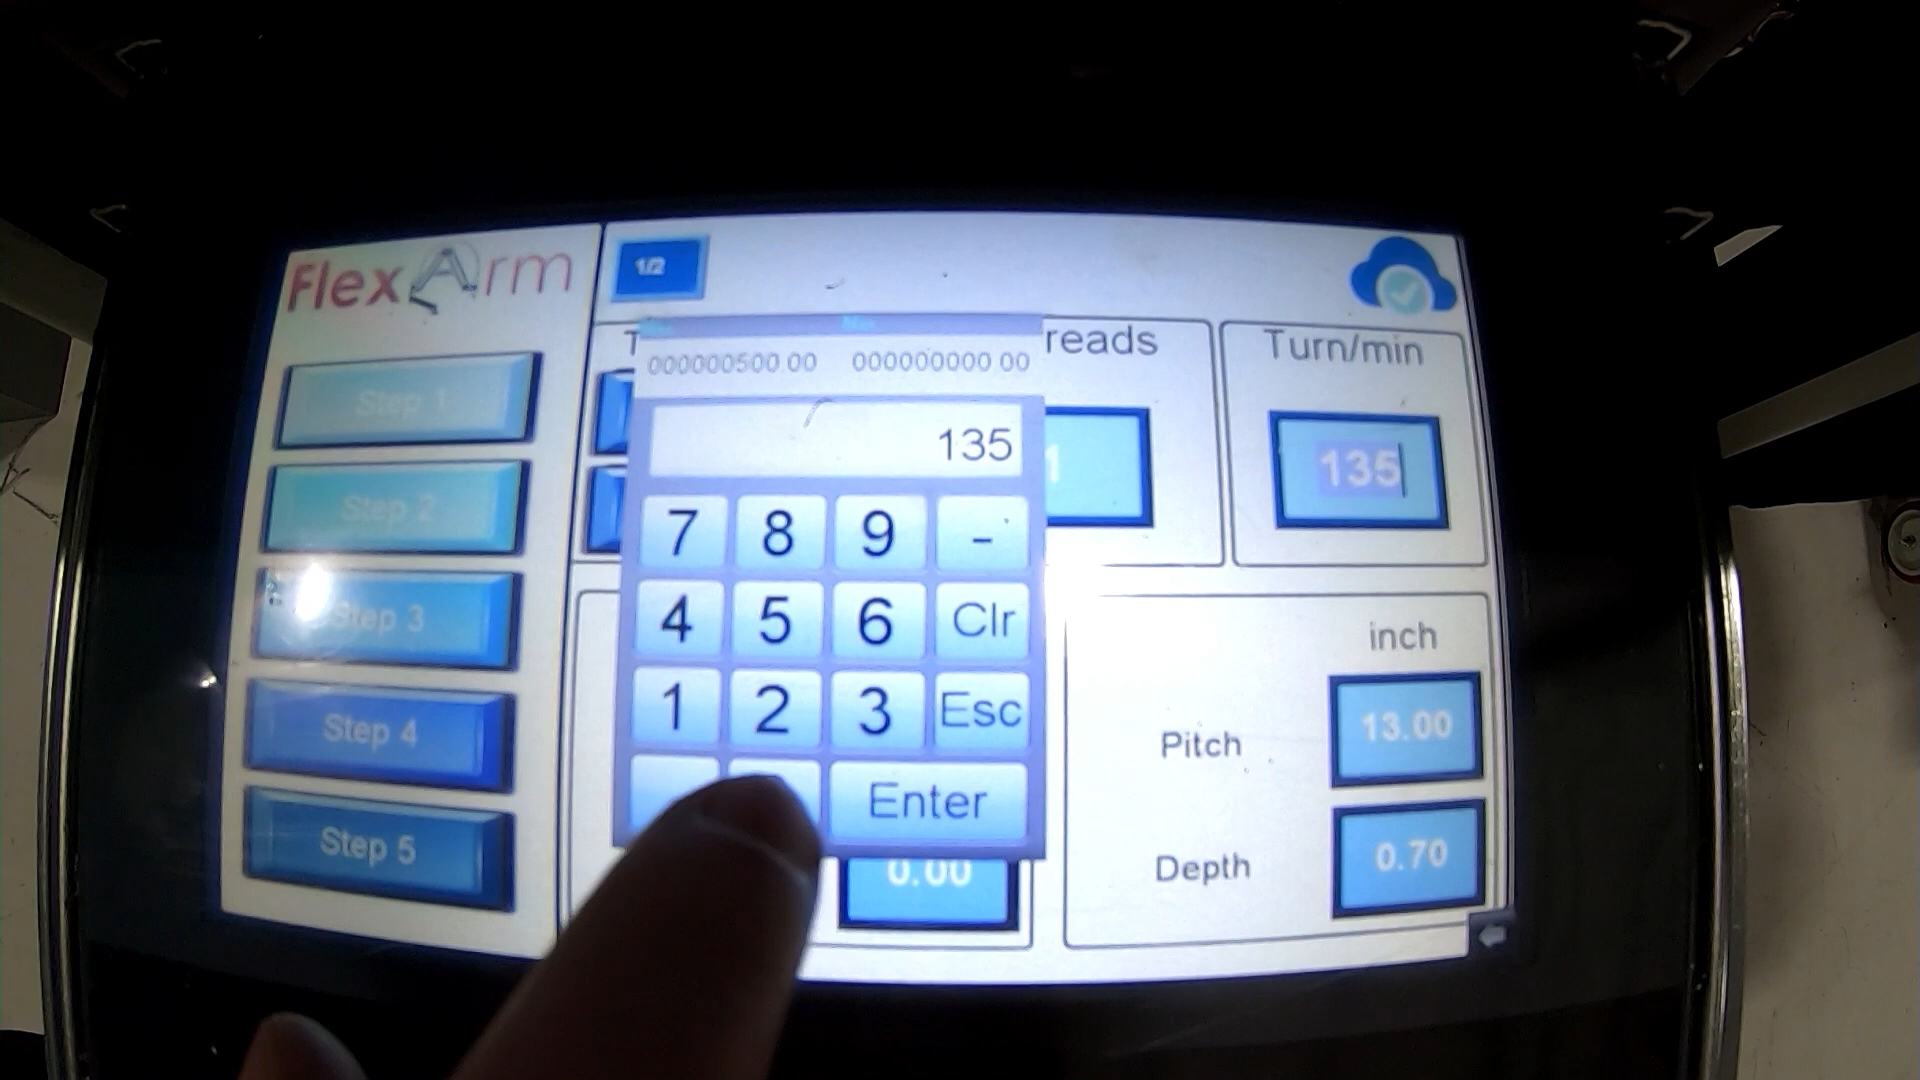 FlexArm
1/2
Step 1
Step 2
Step 3
Step 4
Step 5
reads
Turn/min
000000500 00 000000000 00
135
1
135
7 8 9 -
4 5 6 Clr
1 2 3 Esc
Enter
0.00
inch
Pitch 13.00
Depth 0.70